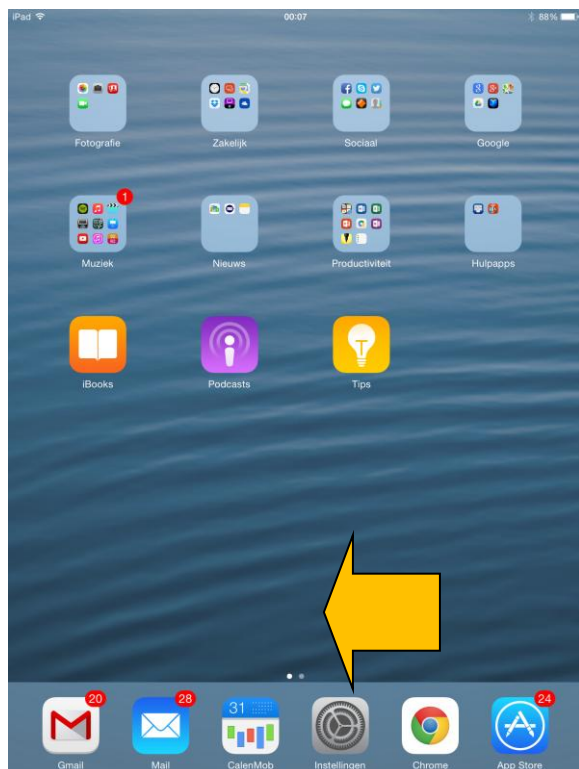 iPad 00:07 88%
Fotografie Zakelijk Sociaal Google
1
Muziek Nieuws Productiviteit Hulpapps
iBooks Podcasts Tips
20 28 31 24
Gmail Mail CalenMob Instellingen Chrome App Store